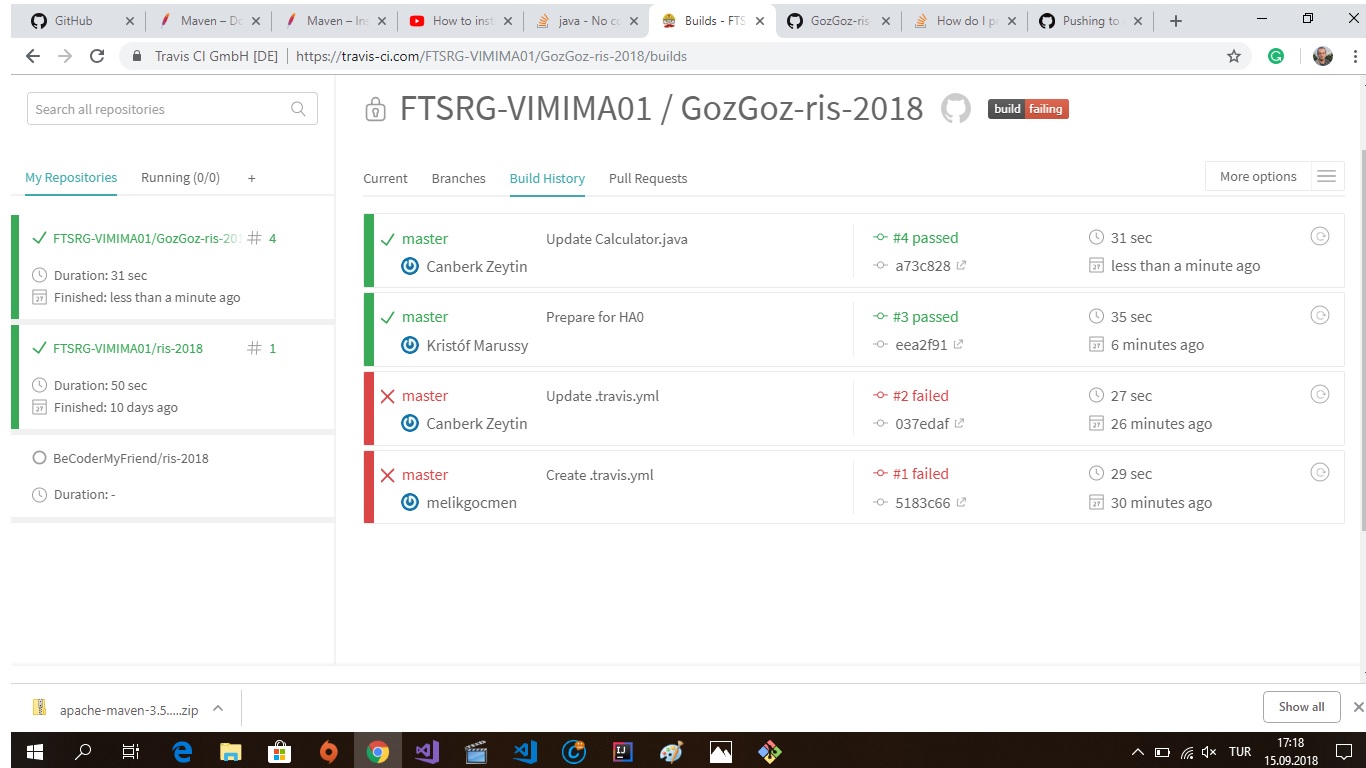 GitHub
Maven – Do
Maven – Ins
How to inst
java - No co
Builds - FTS
GozGoz-ris-
How do I p
Pushing to
Travis CI GmbH [DE] https://travis-ci.com/FTSRG-VIMIMA01/GozGoz-ris-2018/builds
Search all repositories
FTSRG-VIMIMA01 / GozGoz-ris-2018 build failing
My Repositories Running (0/0) +
Current Branches Build History Pull Requests More options
FTSRG-VIMIMA01/GozGoz-ris-201 # 4
Duration: 31 sec
Finished: less than a minute ago
FTSRG-VIMIMA01/ris-2018 # 1
Duration: 50 sec
Finished: 10 days ago
BeCoderMyFriend/ris-2018
Duration: -
master Update Calculator.java #4 passed 31 sec
Canberk Zeytin a73c828 less than a minute ago
master Prepare for HA0 #3 passed 35 sec
Kristóf Marussy eea2f91 6 minutes ago
master Update .travis.yml #2 failed 27 sec
Canberk Zeytin 037edaf 26 minutes ago
master Create .travis.yml #1 failed 29 sec
melikgocmen 5183c66 30 minutes ago
apache-maven-3.5.....zip
Show all
TUR
17:18
15.09.2018